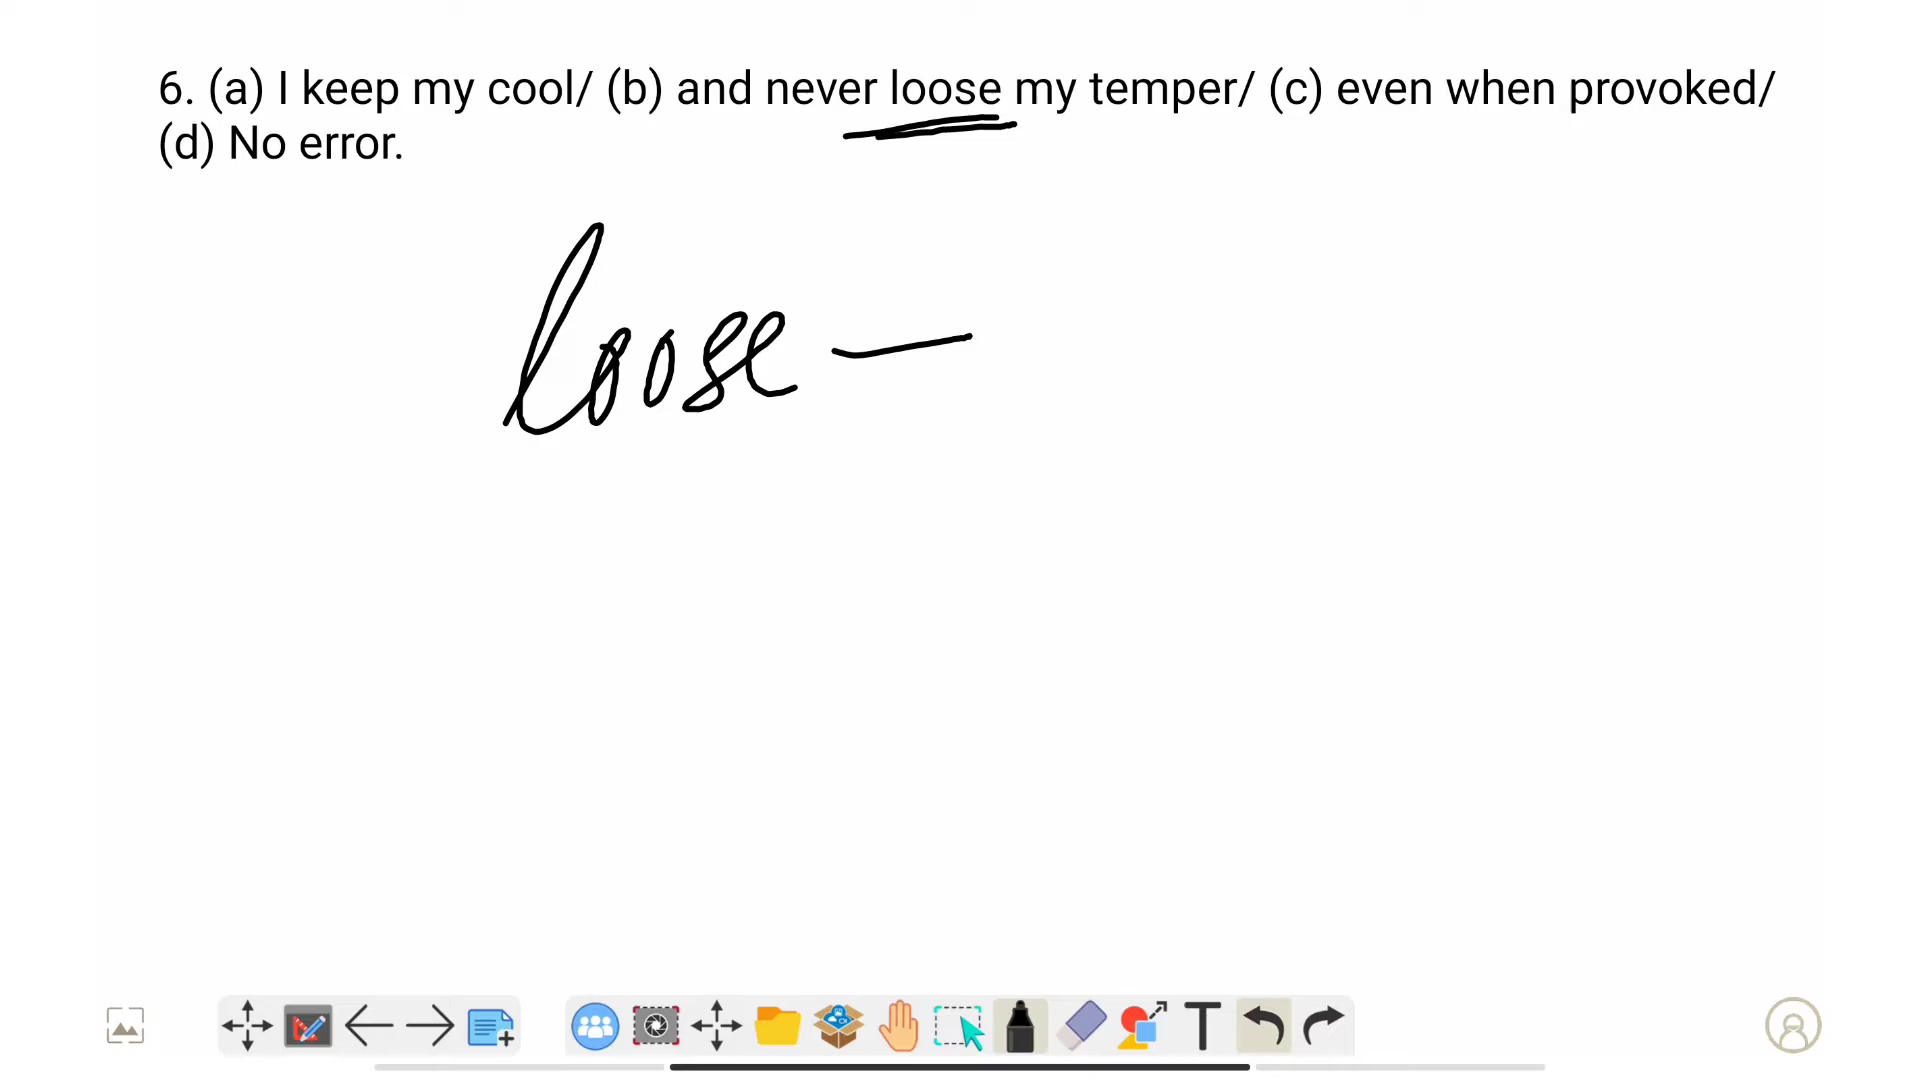 6. (a) I keep my cool/ (b) and never loose my temper/ (c) even when provoked/
(d) No error.
loose —